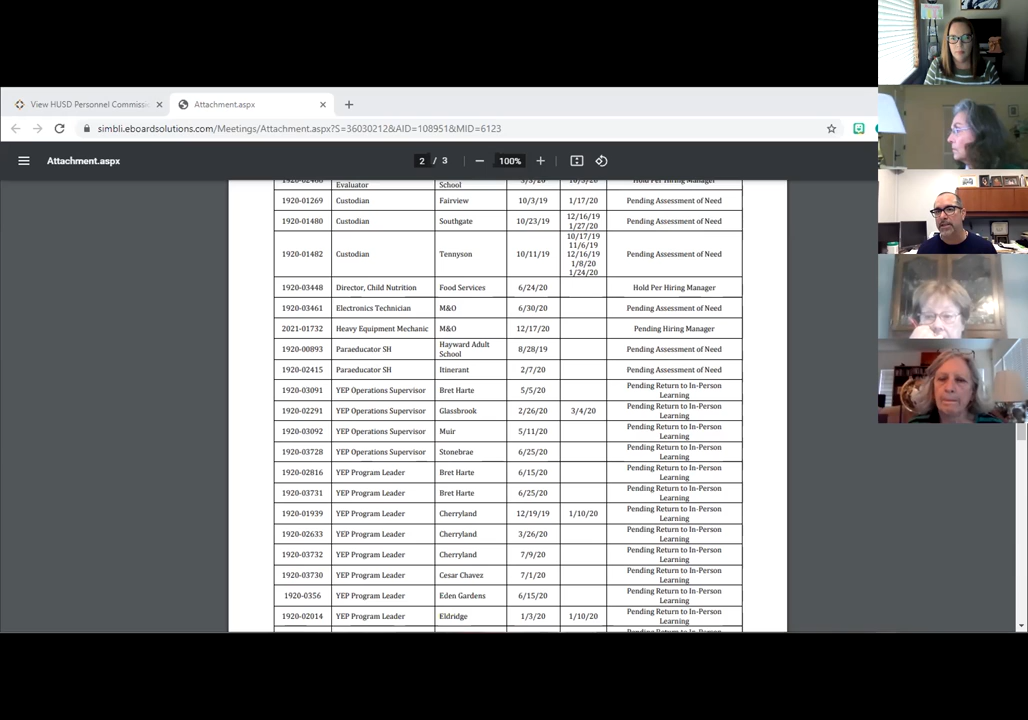 View HUSD Personnel Commiss
Attachment.aspx
simbli.eboardsolutions.com/Meetings/Attachment.aspx?S=36030212&AID=108951&MID=6123
Attachment.aspx
2 / 3
100%
Evaluator School Hold Per Hiring Manager
1920-01269 Custodian Fairview 10/3/19 1/17/20 Pending Assessment of Need
1920-01480 Custodian Southgate 10/23/19 12/16/19 1/27/20 Pending Assessment of Need
1920-01482 Custodian Tennyson 10/11/19 10/17/19 11/6/19 12/16/19 1/8/20 1/24/20 Pending Assessment of Need
1920-03448 Director, Child Nutrition Food Services 6/24/20 Hold Per Hiring Manager
1920-03461 Electronics Technician M&O 6/30/20 Pending Assessment of Need
2021-01732 Heavy Equipment Mechanic M&O 12/17/20 Pending Hiring Manager
1920-00893 Paraeducator SH Hayward Adult School 8/28/19 Pending Assessment of Need
1920-02415 Paraeducator SH Itinerant 2/7/20 Pending Assessment of Need
1920-03091 YEP Operations Supervisor Bret Harte 5/5/20 Pending Return to In-Person Learning
1920-02291 YEP Operations Supervisor Glassbrook 2/26/20 3/4/20 Pending Return to In-Person Learning
1920-03092 YEP Operations Supervisor Muir 5/11/20 Pending Return to In-Person Learning
1920-03728 YEP Operations Supervisor Stonebrae 6/25/20 Pending Return to In-Person Learning
1920-02816 YEP Program Leader Bret Harte 6/15/20 Pending Return to In-Person Learning
1920-03731 YEP Program Leader Bret Harte 6/25/20 Pending Return to In-Person Learning
1920-01939 YEP Program Leader Cherryland 12/19/19 1/10/20 Pending Return to In-Person Learning
1920-02633 YEP Program Leader Cherryland 3/26/20 Pending Return to In-Person Learning
1920-03732 YEP Program Leader Cherryland 7/9/20 Pending Return to In-Person Learning
1920-03730 YEP Program Leader Cesar Chavez 7/1/20 Pending Return to In-Person Learning
1920-0356 YEP Program Leader Eden Gardens 6/15/20 Pending Return to In-Person Learning
1920-02014 YEP Program Leader Eldridge 1/3/20 1/10/20 Pending Return to In-Person Learning
Pending Return to In-Person